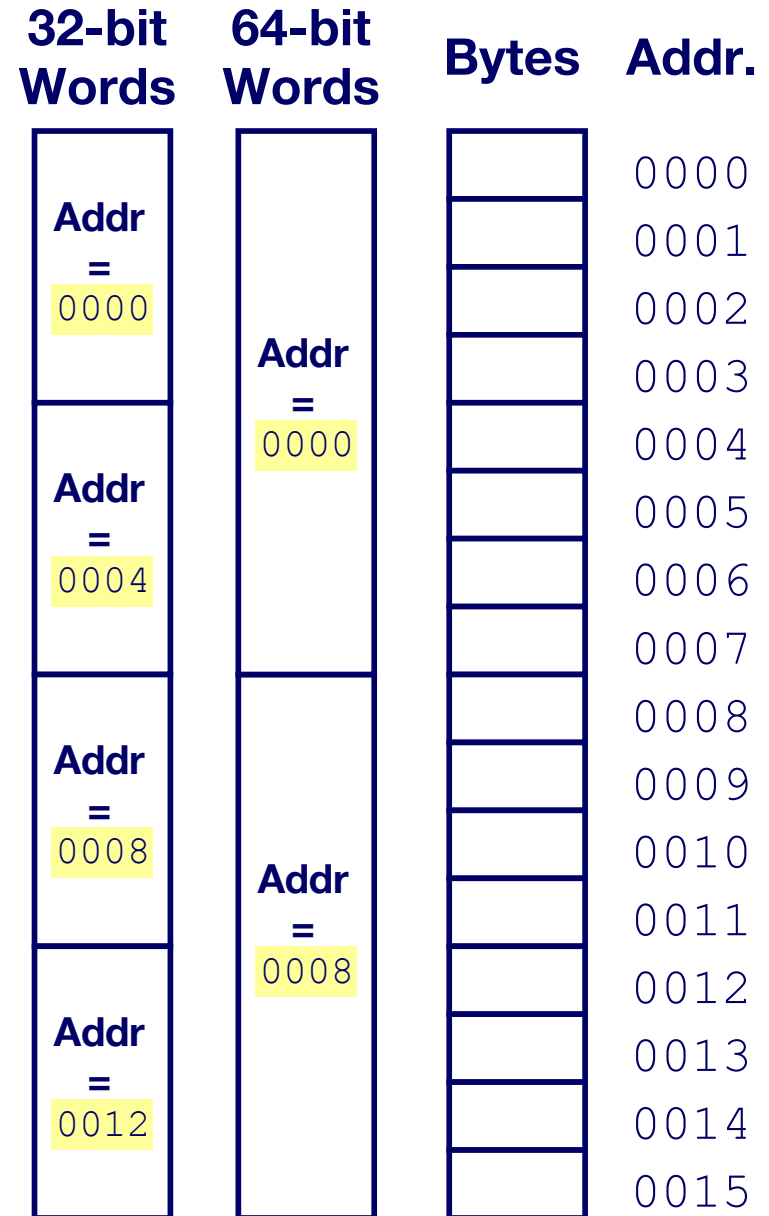 32-bit
Words
64-bit
Words
Bytes
Addr.
Addr
=
0000
Addr
=
0004
Addr
=
0008
Addr
=
0012
Addr
=
0000
Addr
=
0008
0000
0001
0002
0003
0004
0005
0006
0007
0008
0009
0010
0011
0012
0013
0014
0015